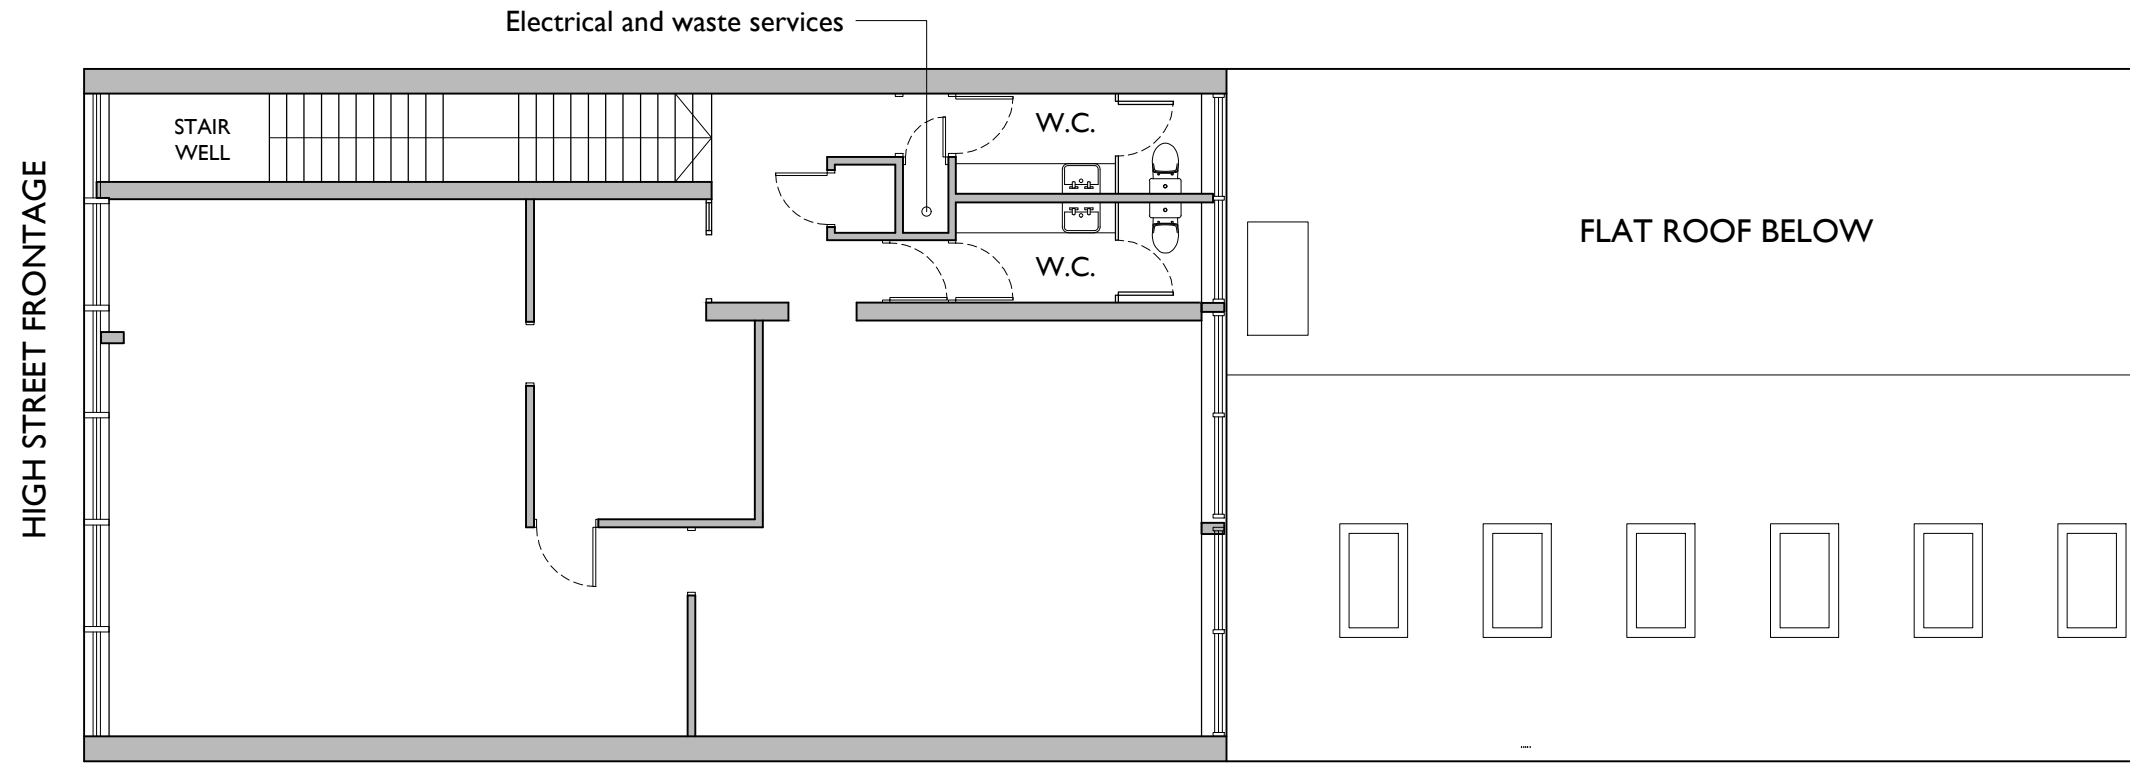 Electrical and waste services
STAIR
WELL
W.C.
HIGH STREET FRONTAGE
FLAT ROOF BELOW
W.C.